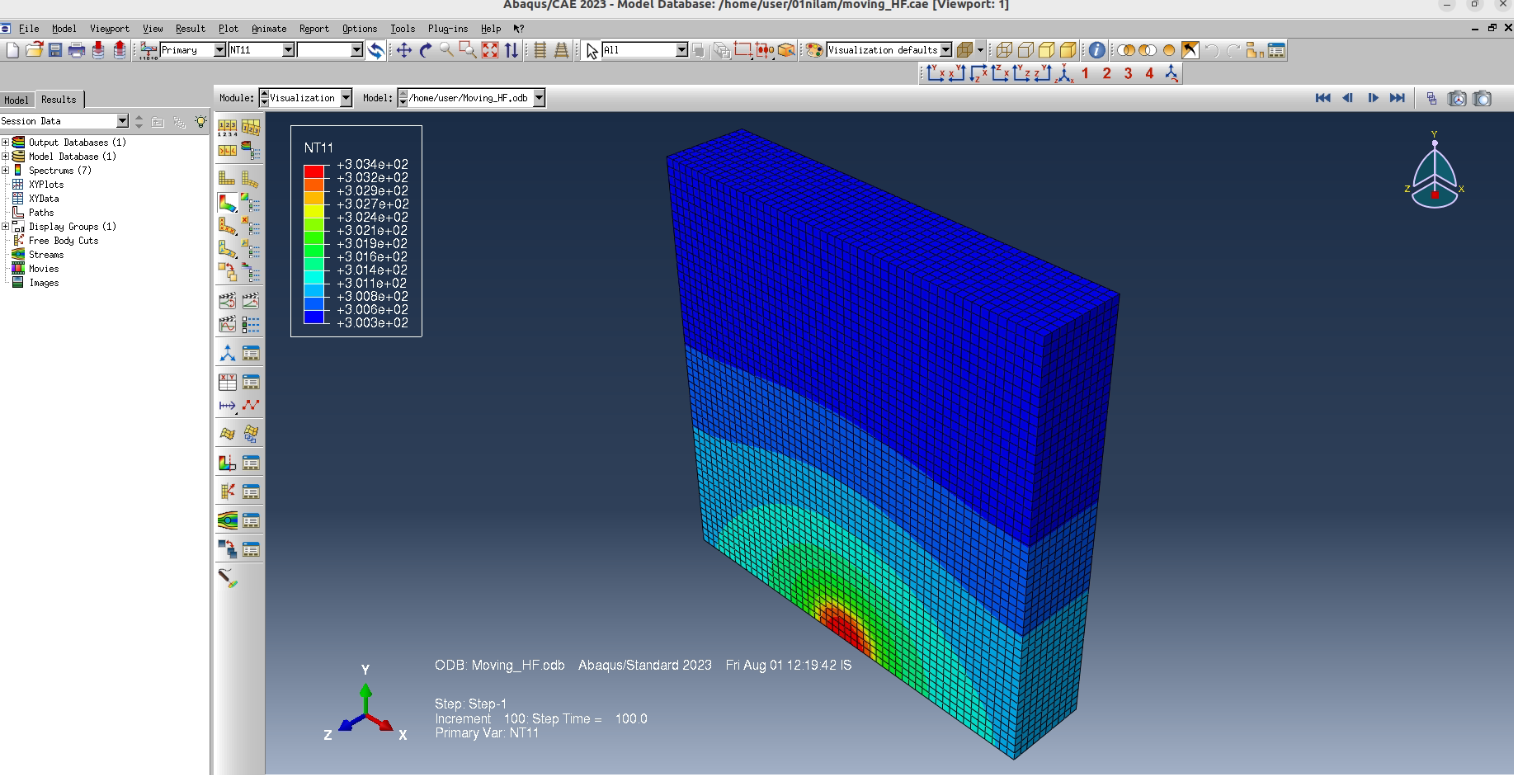 Abaqus/CAE 2023 - Model Database: /home/user/01nilam/moving_HF.cae [Viewport: 1]
File Model Viewport View Result Plot Animate Report Options Tools Plug-ins Help
Primary NT11 All Visualization defaults
1 2 3 4
Model Results Module: Visualization Model: /home/user/Moving_HF.odb
Session Data
Output Databases (1)
Model Database (1)
Spectrums (7)
XYPlots
XYData
Paths
Display Groups (1)
Free Body Cuts
Streams
Movies
Images
NT11
+3.034e+02
+3.032e+02
+3.029e+02
+3.027e+02
+3.024e+02
+3.021e+02
+3.019e+02
+3.016e+02
+3.014e+02
+3.011e+02
+3.008e+02
+3.006e+02
+3.003e+02
Y
Z X
ODB: Moving_HF.odb Abaqus/Standard 2023 Fri Aug 01 12:19:42 IS
Step: Step-1
Increment 100: Step Time = 100.0
Primary Var: NT11
Y
Z X